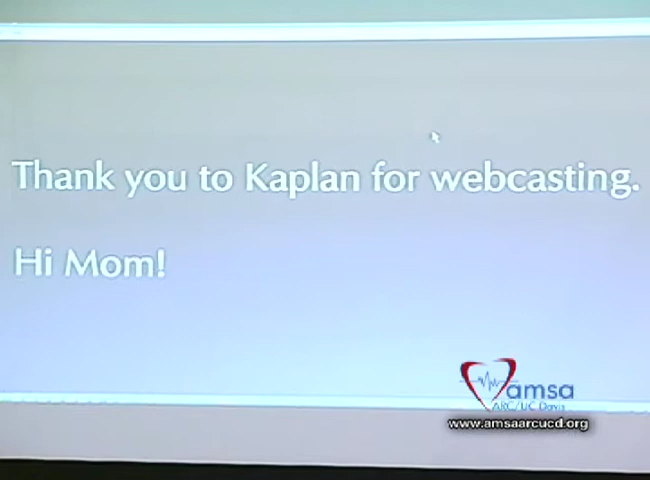 Thank you to Kaplan for webcasting.
Hi Mom!
amsa
ARC/UC Davis
www.amsaarcucd.org